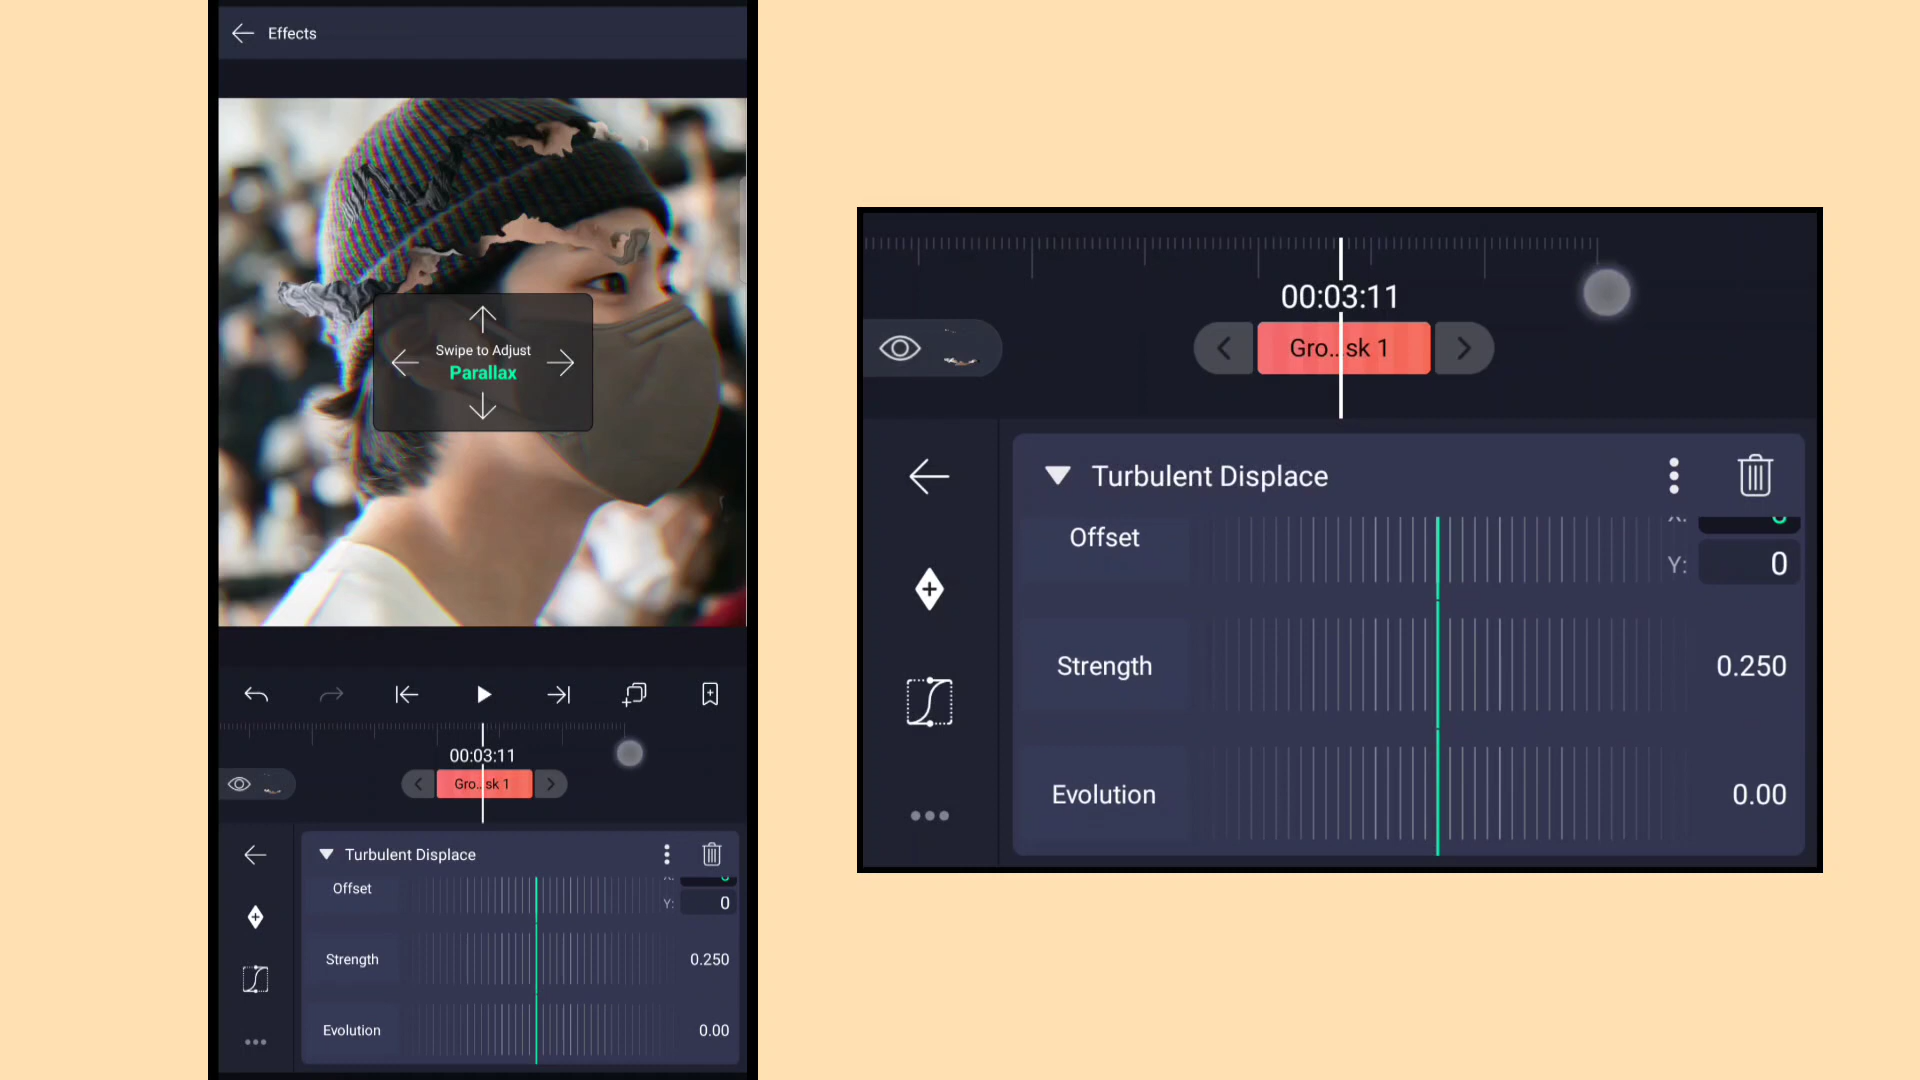 Effects
Swipe to Adjust
Parallax
00:03:11
Gro...sk 1
Turbulent Displace
Offset
Y:
0
Strength
0.250
Evolution
0.00
00:03:11
Gro...sk 1
Turbulent Displace
Offset
Y:
0
Strength
0.250
Evolution
0.00